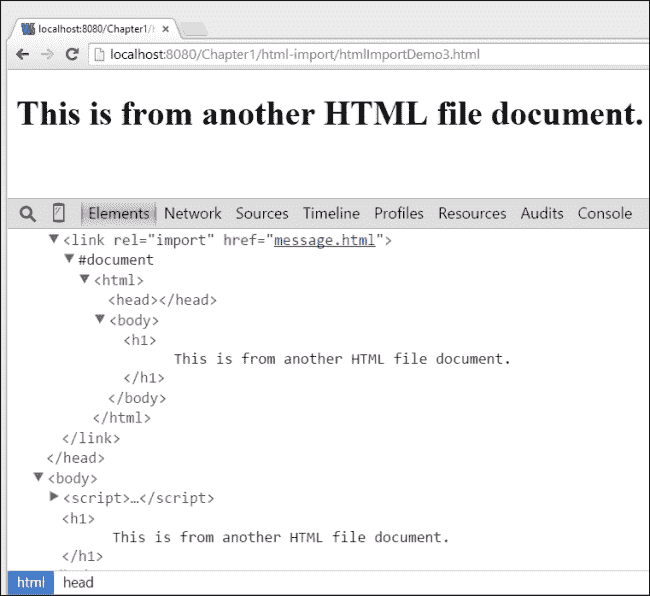 localhost:8080/Chapter1/h
localhost:8080/Chapter1/html-import/htmlImportDemo3.html
This is from another HTML file document.
Elements Network Sources Timeline Profiles Resources Audits Console
<link rel="import" href="message.html">
#document
<html>
<head></head>
<body>
<h1>
This is from another HTML file document.
</h1>
</body>
</html>
</link>
</head>
<body>
<script>…</script>
<h1>
This is from another HTML file document.
</h1>
html head